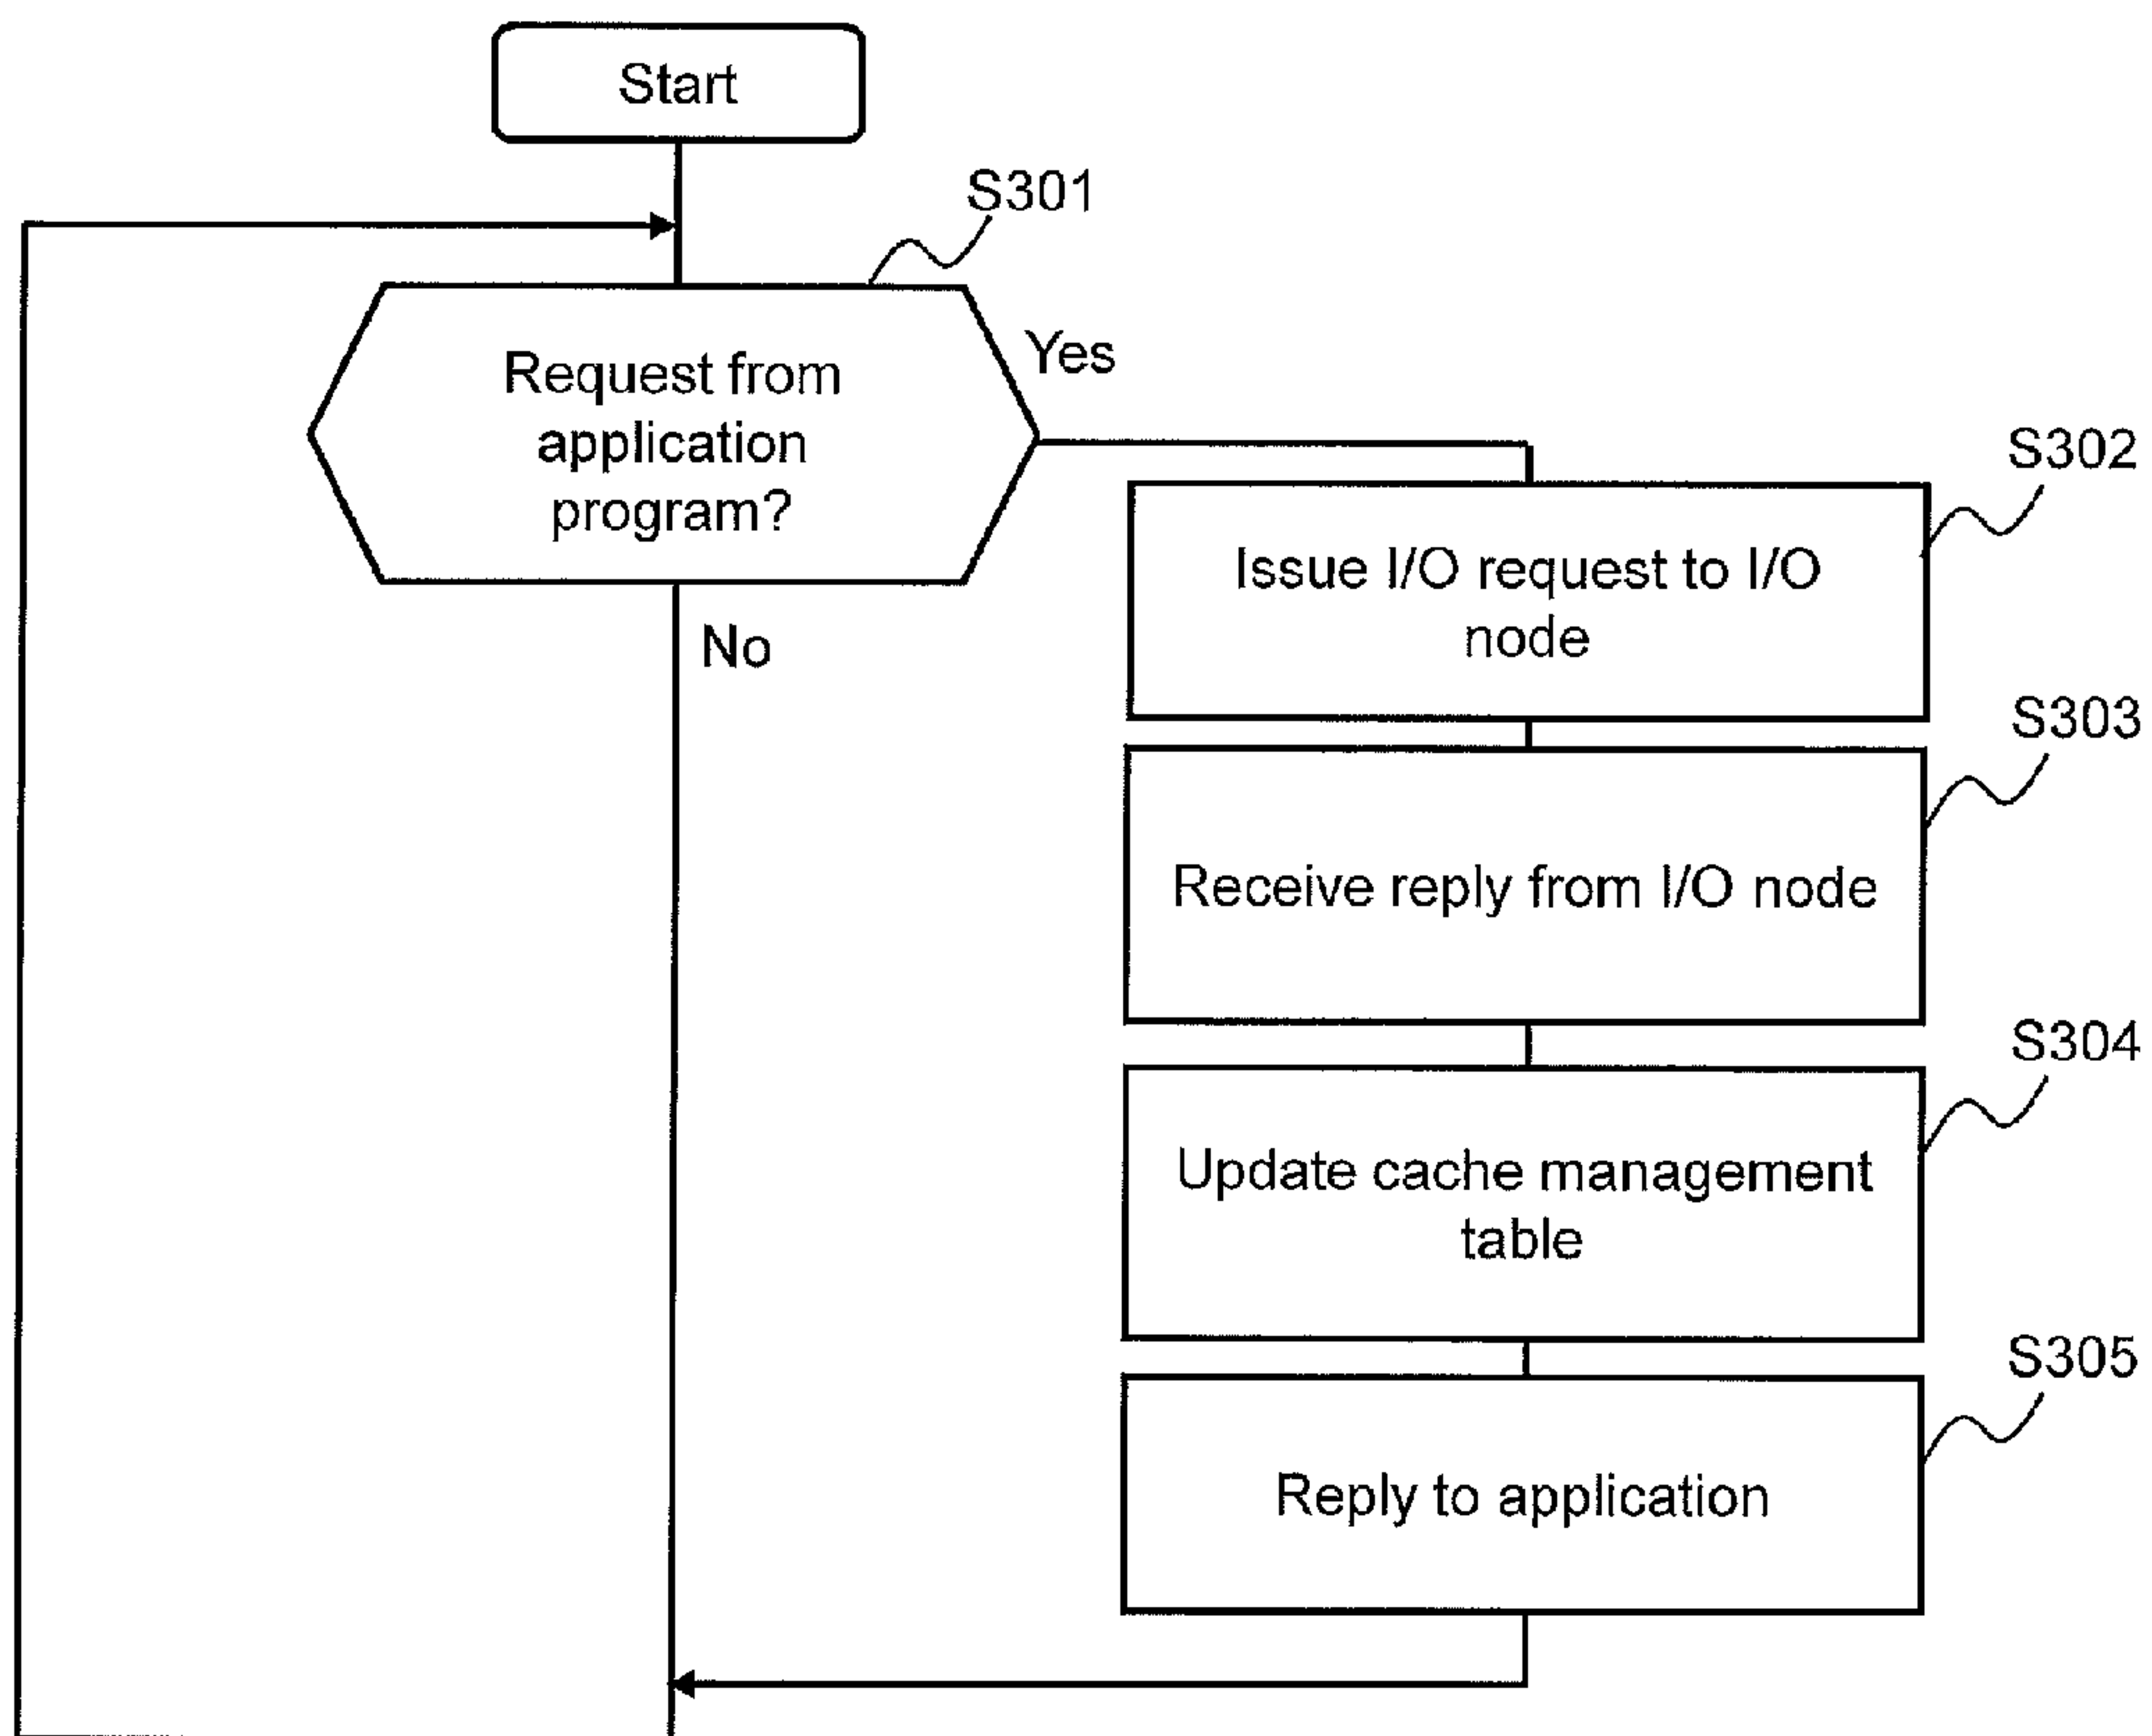 Start
S301
Request from
application
program?
Yes
No
S302
Issue I/O request to I/O
node
S303
Receive reply from I/O node
S304
Update cache management
table
S305
Reply to application